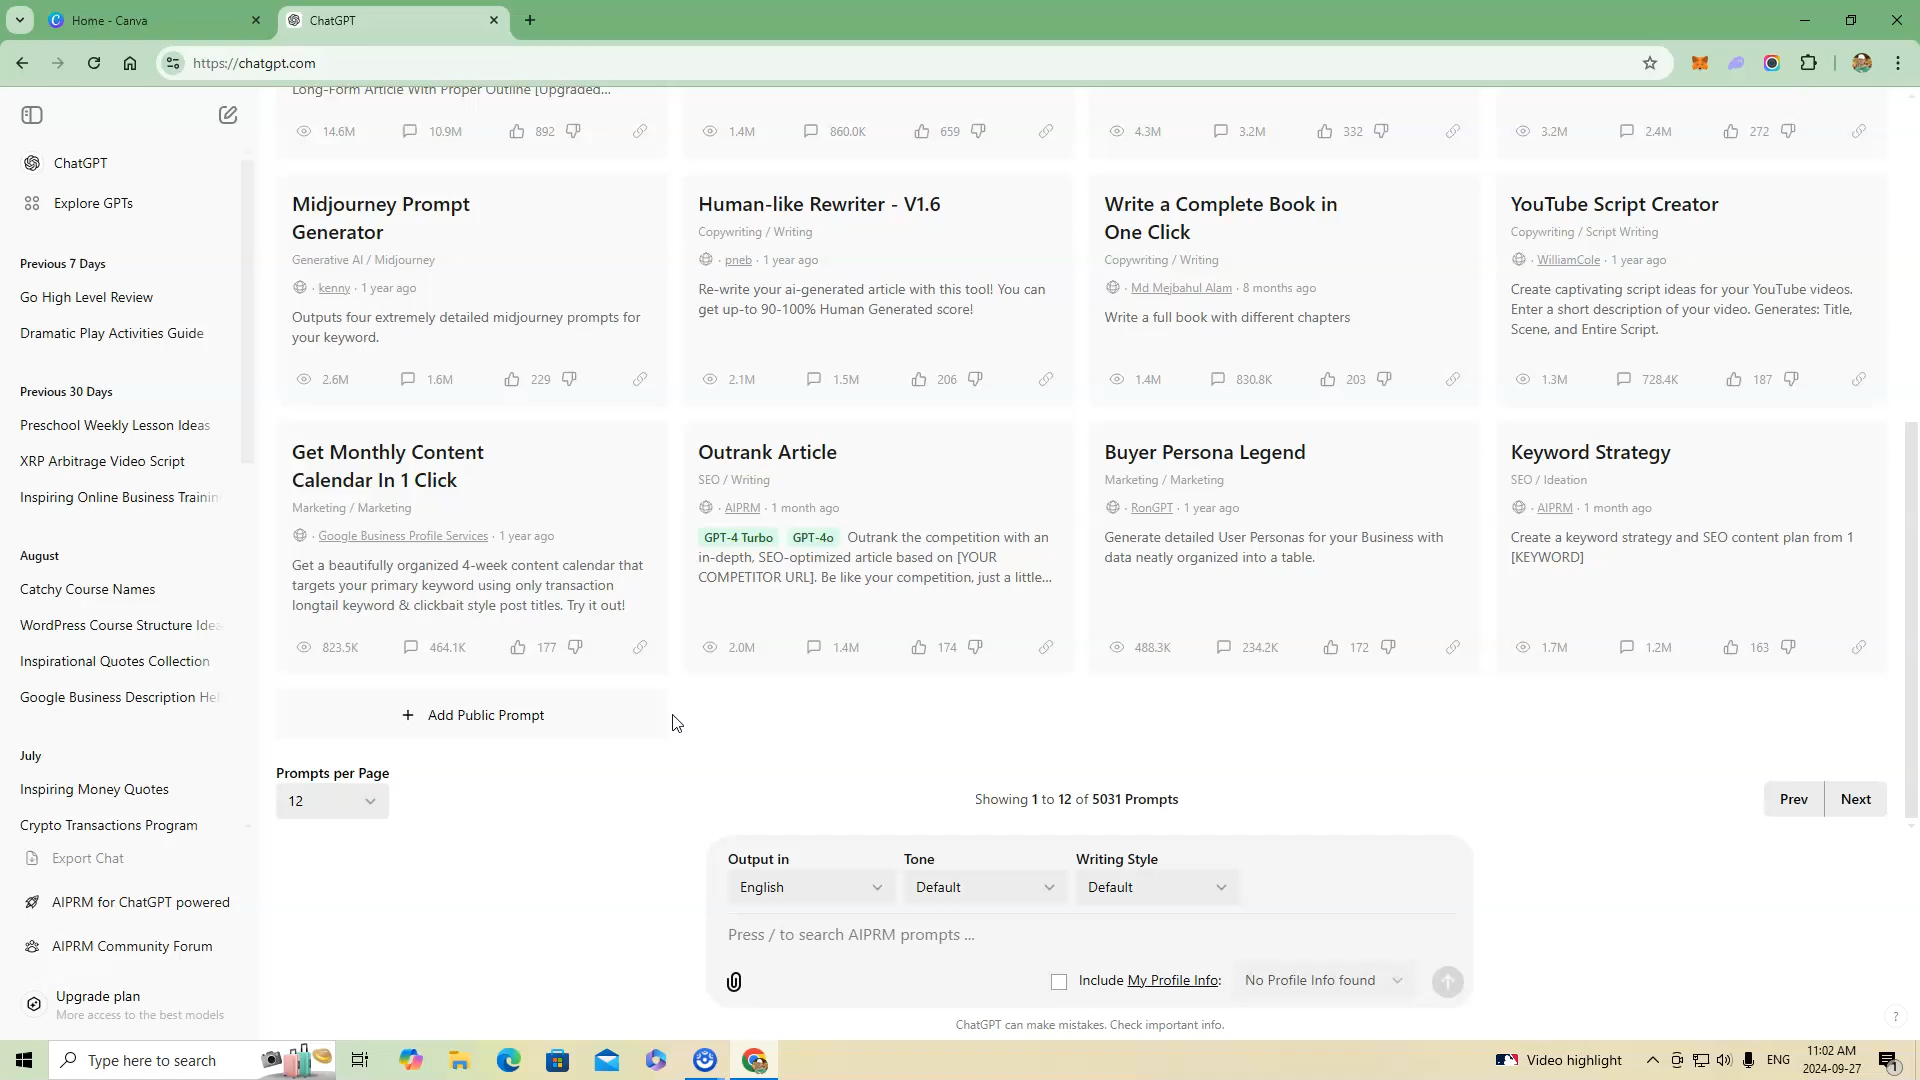 Home - Canva
ChatGPT
https://chatgpt.com
ChatGPT
Explore GPTs
Previous 7 Days
Go High Level Review
Dramatic Play Activities Guide
Previous 30 Days
Preschool Weekly Lesson Ideas
XRP Arbitrage Video Script
Inspiring Online Business Trainin
August
Catchy Course Names
WordPress Course Structure Idea
Inspirational Quotes Collection
Google Business Description Hel
July
Inspiring Money Quotes
Crypto Transactions Program
Export Chat
AIPRM for ChatGPT powered
AIPRM Community Forum
Upgrade plan
More access to the best models
Long-Form Article With Proper Outline [Upgraded...
14.6M 10.9M 892
1.4M 860.0K 659
4.3M 3.2M 332
3.2M 2.4M 272
Midjourney Prompt
Generator
Generative AI / Midjourney
· kenny · 1 year ago
Outputs four extremely detailed midjourney prompts for
your keyword.
2.6M 1.6M 229
Human-like Rewriter - V1.6
Copywriting / Writing
· pneb · 1 year ago
Re-write your ai-generated article with this tool! You can
get up-to 90-100% Human Generated score!
2.1M 1.5M 206
Write a Complete Book in
One Click
Copywriting / Writing
· Md Mejbahul Alam · 8 months ago
Write a full book with different chapters
1.4M 830.8K 203
YouTube Script Creator
Copywriting / Script Writing
· WilliamCole · 1 year ago
Create captivating script ideas for your YouTube videos.
Enter a short description of your video. Generates: Title,
Scene, and Entire Script.
1.3M 728.4K 187
Get Monthly Content
Calendar In 1 Click
Marketing / Marketing
· Google Business Profile Services · 1 year ago
Get a beautifully organized 4-week content calendar that
targets your primary keyword using only transaction
longtail keyword & clickbait style post titles. Try it out!
823.5K 464.1K 177
Outrank Article
SEO / Writing
· AIPRM · 1 month ago
GPT-4 Turbo GPT-4o Outrank the competition with an
in-depth, SEO-optimized article based on [YOUR
COMPETITOR URL]. Be like your competition, just a little...
2.0M 1.4M 174
Buyer Persona Legend
Marketing / Marketing
· RonGPT · 1 year ago
Generate detailed User Personas for your Business with
data neatly organized into a table.
488.3K 234.2K 172
Keyword Strategy
SEO / Ideation
· AIPRM · 1 month ago
Create a keyword strategy and SEO content plan from 1
[KEYWORD]
1.7M 1.2M 163
+ Add Public Prompt
Prompts per Page
12
Showing 1 to 12 of 5031 Prompts
Prev Next
Output in Tone Writing Style
English Default Default
Press / to search AIPRM prompts ...
Include My Profile Info: No Profile Info found
ChatGPT can make mistakes. Check important info.
?
Type here to search
Video highlight
ENG
11:02 AM
2024-09-27
1